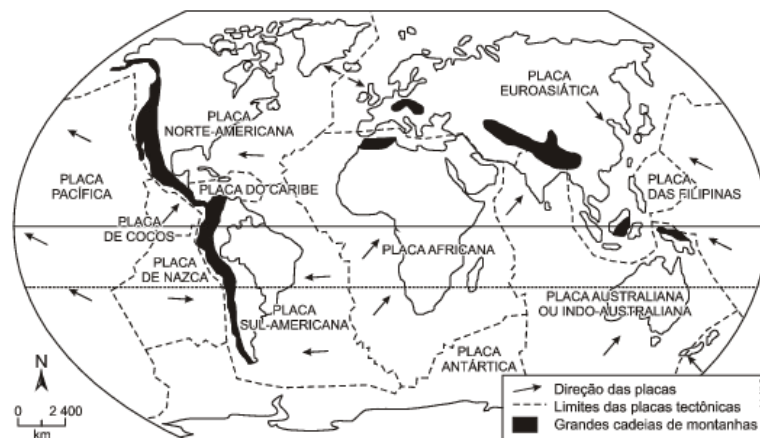 PLACA
EUROASIÁTICA
PLACA
NORTE-AMERICANA
PLACA
PACÍFICA
PLACA DO CARIBE
PLACA
DAS FILIPINAS
PLACA
DE COCOS
PLACA AFRICANA
PLACA
DE NAZCA
PLACA
SUL-AMERICANA
PLACA AUSTRALIANA
OU INDO-AUSTRALIANA
PLACA
ANTÁRTICA
N
0 2 400
km
Direção das placas
Limites das placas tectônicas
Grandes cadeias de montanhas